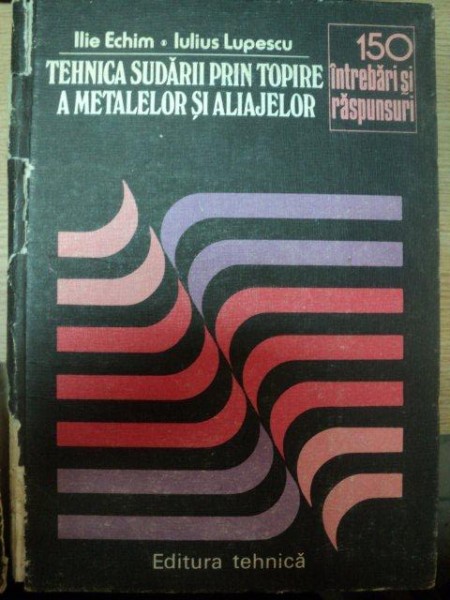 Ilie Echim • Iulius Lupescu
TEHNICA SUDĂRII PRIN TOPIRE
A METALELOR ȘI ALIAJELOR
150
întrebări și
răspunsuri
Editura tehnică